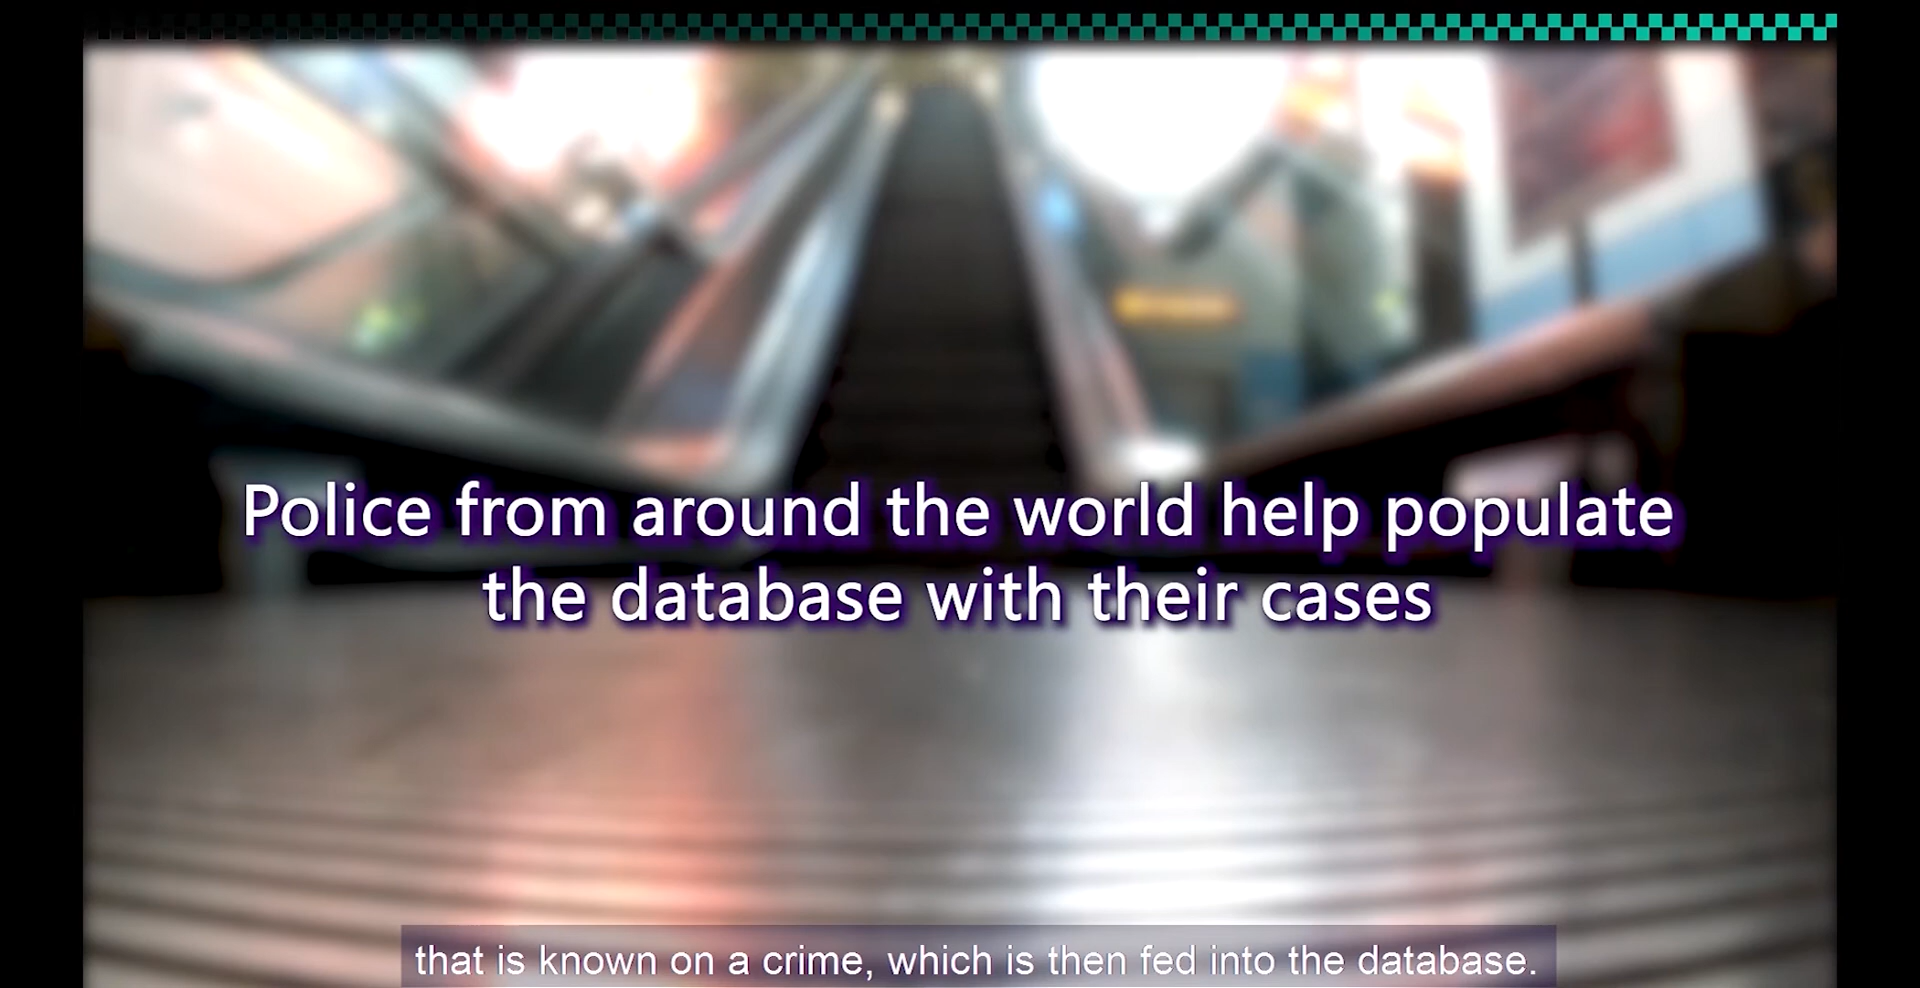 Police from around the world help populate
the database with their cases
that is known on a crime, which is then fed into the database.